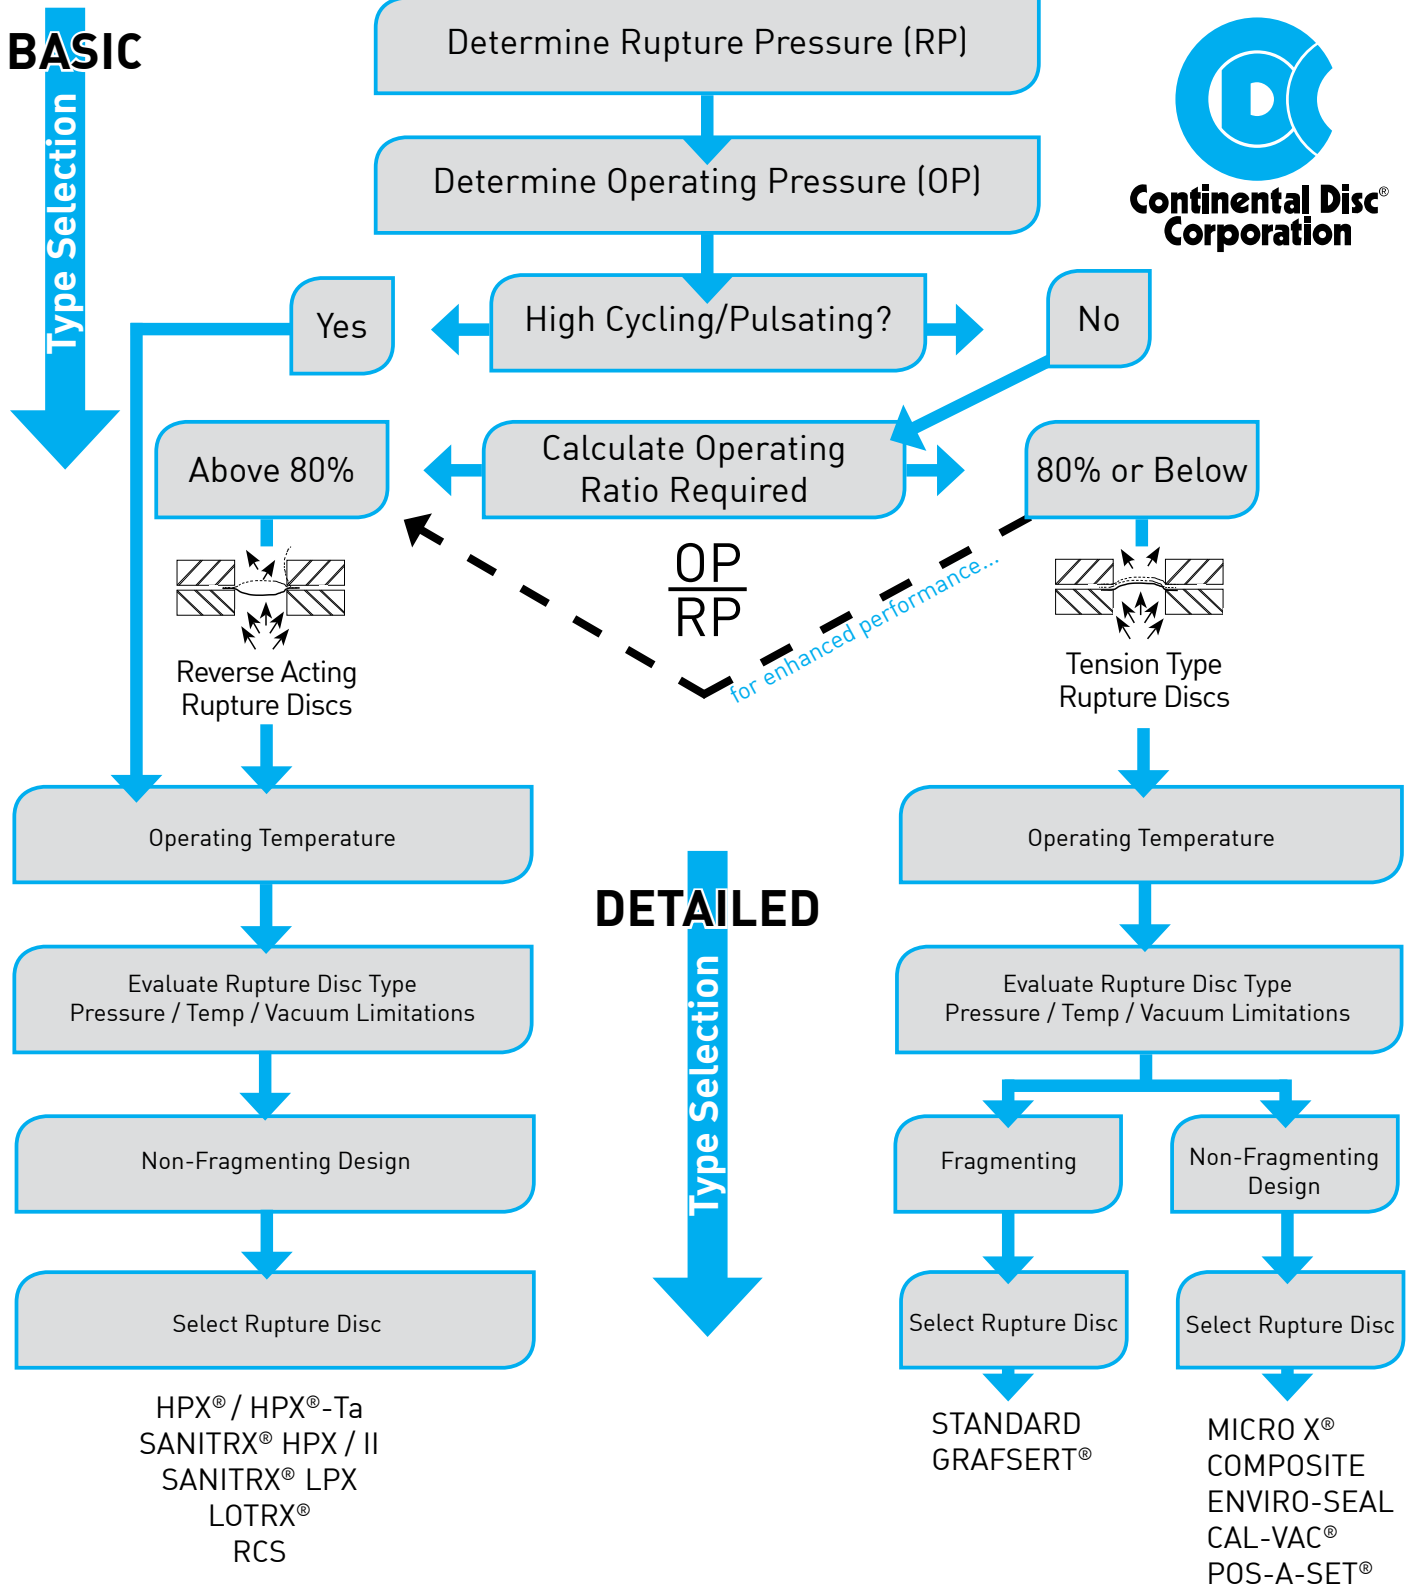 BASIC
Type Selection
Determine Rupture Pressure (RP)
Determine Operating Pressure (OP)
Continental Disc®
Corporation
Yes
High Cycling/Pulsating?
No
Above 80%
Calculate Operating
Ratio Required
80% or Below
OP
RP
for enhanced performance...
Reverse Acting
Rupture Discs
Tension Type
Rupture Discs
Operating Temperature
Operating Temperature
DETAILED
Type Selection
Evaluate Rupture Disc Type
Pressure / Temp / Vacuum Limitations
Evaluate Rupture Disc Type
Pressure / Temp / Vacuum Limitations
Non-Fragmenting Design
Fragmenting
Non-Fragmenting
Design
Select Rupture Disc
Select Rupture Disc
Select Rupture Disc
HPX® / HPX®-Ta
SANITRX® HPX / II
SANITRX® LPX
LOTRX®
RCS
STANDARD
GRAFSERT®
MICRO X®
COMPOSITE
ENVIRO-SEAL
CAL-VAC®
POS-A-SET®